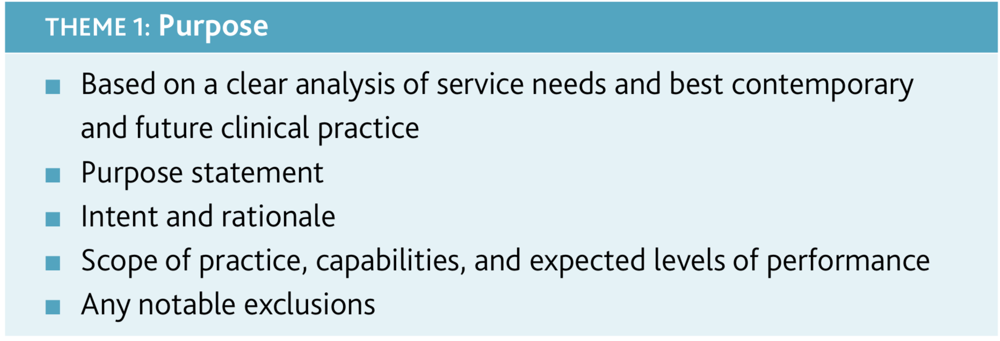 THEME 1: Purpose
■ Based on a clear analysis of service needs and best contemporary
and future clinical practice
■ Purpose statement
■ Intent and rationale
■ Scope of practice, capabilities, and expected levels of performance
■ Any notable exclusions